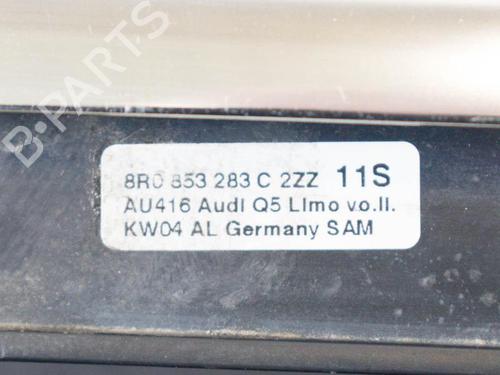 B-PARTS
8R0 853 283 C 2ZZ 11S
AU416 Audi Q5 Limo vo.li.
KW04 AL Germany SAM